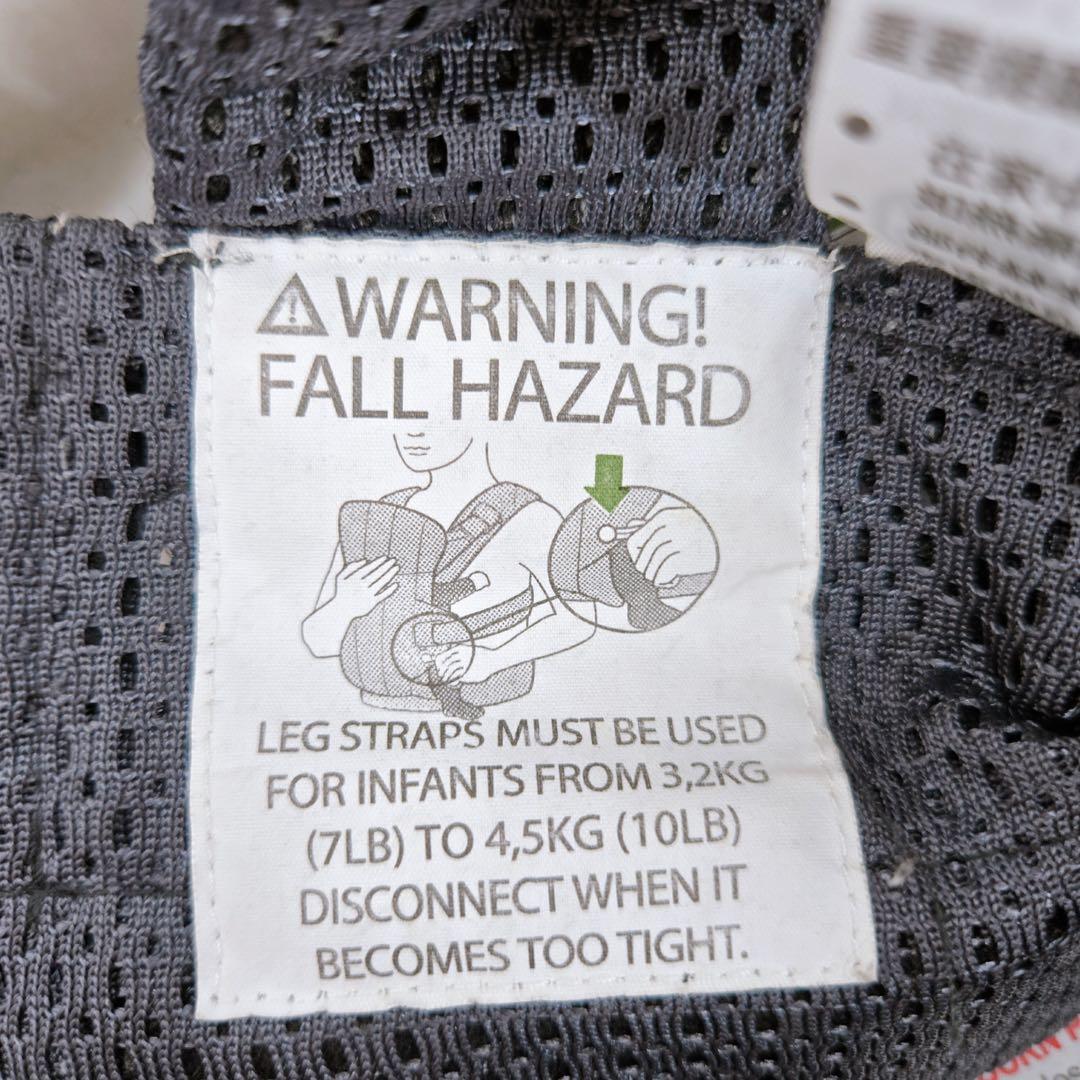 WARNING!
FALL HAZARD
LEG STRAPS MUST BE USED
FOR INFANTS FROM 3,2KG
(7LB) TO 4,5KG (10LB)
DISCONNECT WHEN IT
BECOMES TOO TIGHT.